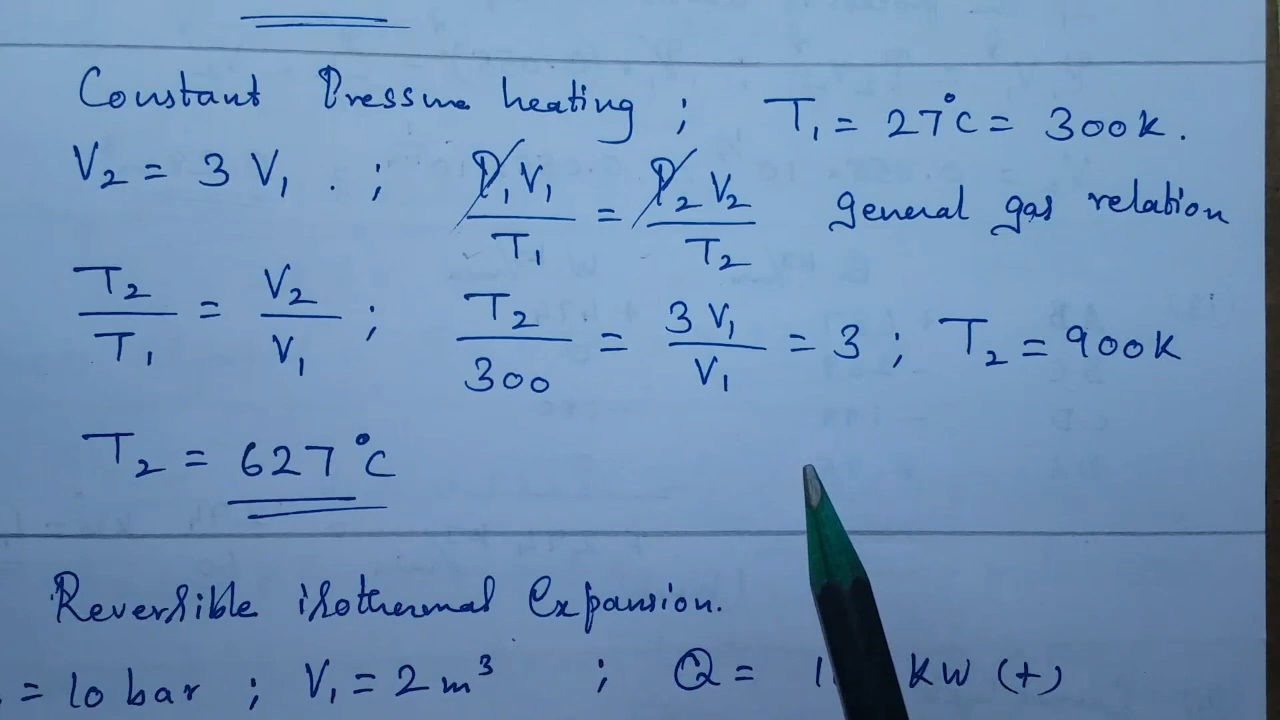 Constant Pressure heating ; T₁ = 27°C = 300K.
V₂ = 3 V₁ . ; P₁V₁/T₁ = P₂V₂/T₂ general gas relation
T₂/T₁ = V₂/V₁ ; T₂/300 = 3V₁/V₁ = 3 ; T₂ = 900K
T₂ = 627°C
Reversible isothermal Expansion.
= 10 bar ; V₁ = 2 m³ ; Q = KW (+)